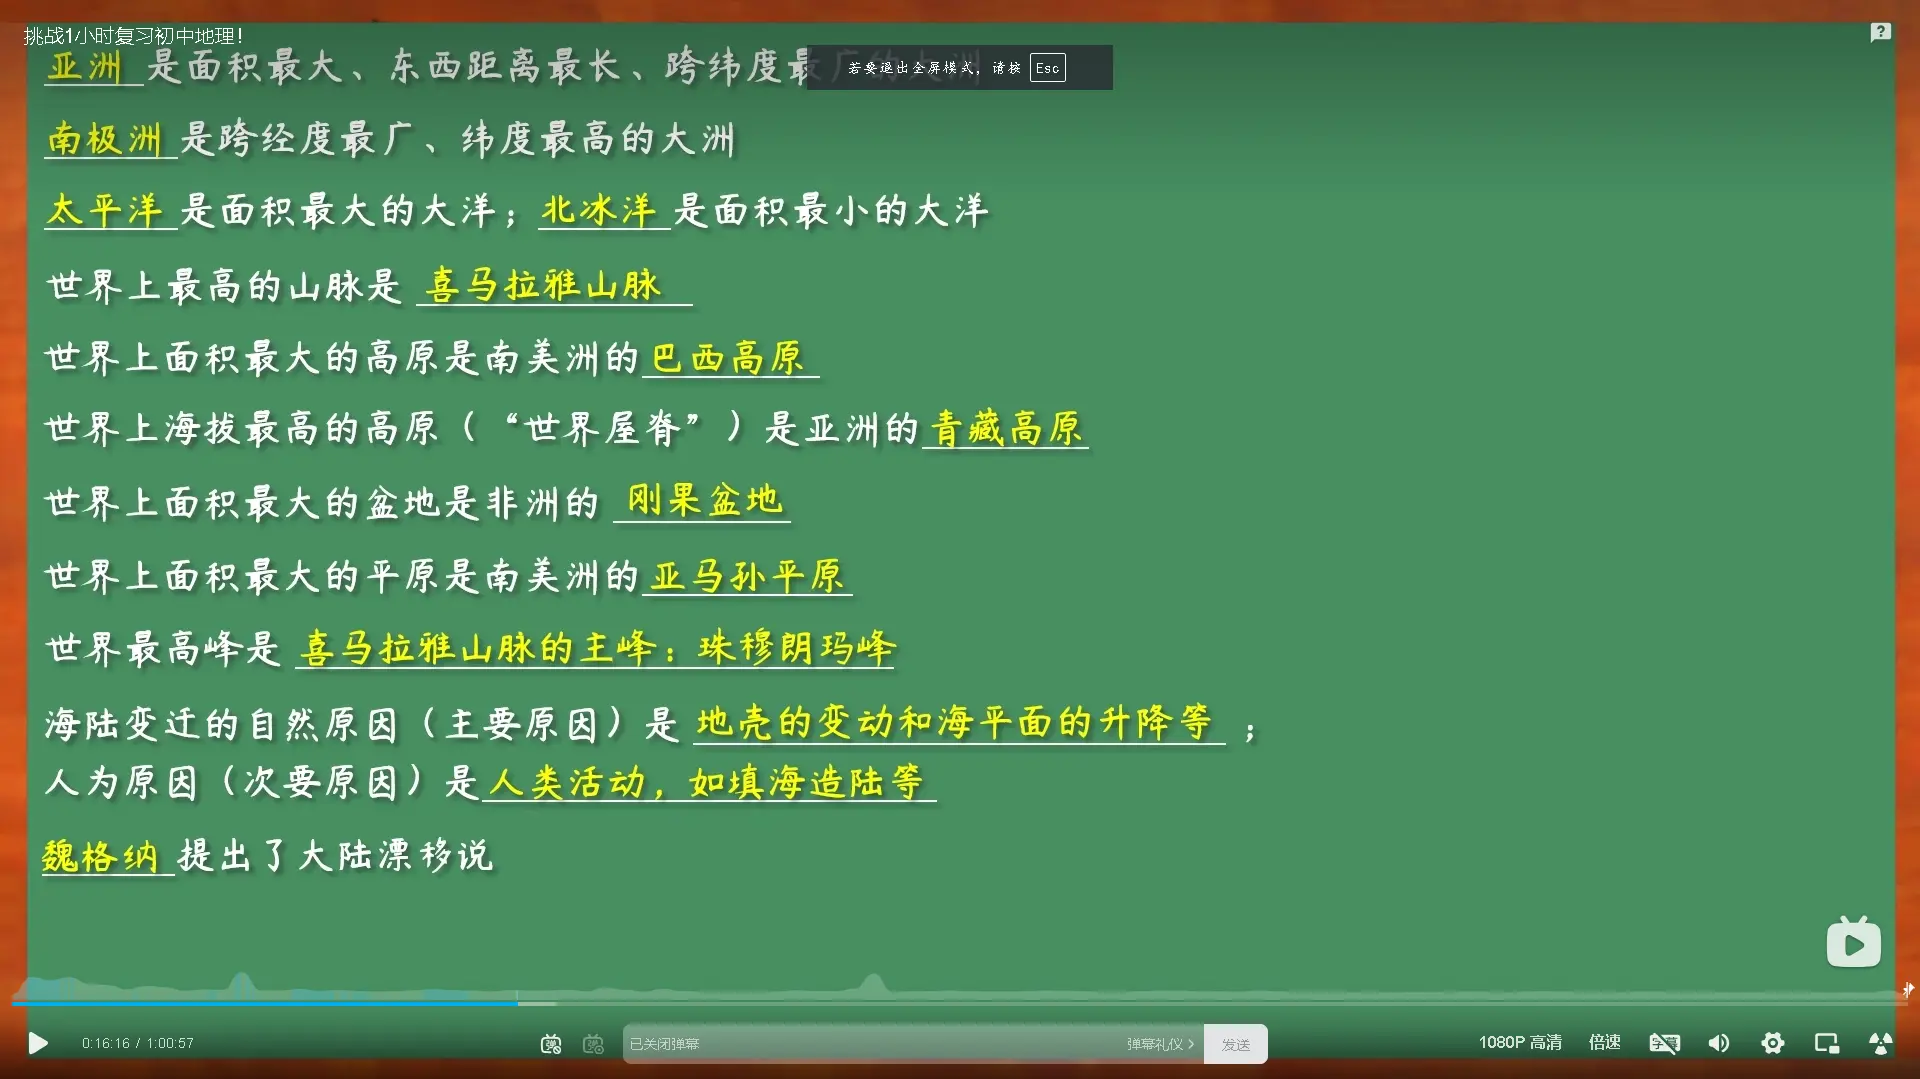 挑战1小时复习初中地理！
亚洲 是面积最大、东西距离最长、跨纬度最广的大洲
若要退出全屏模式，请按 Esc
南极洲 是跨经度最广、纬度最高的大洲
太平洋 是面积最大的大洋；北冰洋 是面积最小的大洋
世界上最高的山脉是 喜马拉雅山脉
世界上面积最大的高原是南美洲的 巴西高原
世界上海拔最高的高原（“世界屋脊”）是亚洲的 青藏高原
世界上面积最大的盆地是非洲的 刚果盆地
世界上面积最大的平原是南美洲的 亚马孙平原
世界最高峰是 喜马拉雅山脉的主峰：珠穆朗玛峰
海陆变迁的自然原因（主要原因）是 地壳的变动和海平面的升降等 ；
人为原因（次要原因）是 人类活动，如填海造陆等
魏格纳 提出了大陆漂移说
0:16:16 / 1:00:57 已关闭弹幕 弹幕礼仪 > 发送 1080P 高清 倍速 字幕